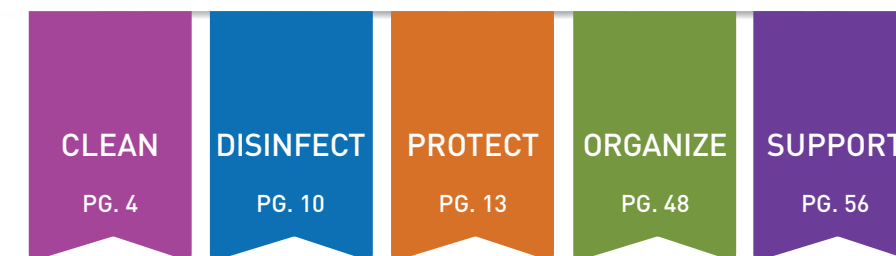 CLEAN
PG. 4
DISINFECT
PG. 10
PROTECT
PG. 13
ORGANIZE
PG. 48
SUPPORT
PG. 56